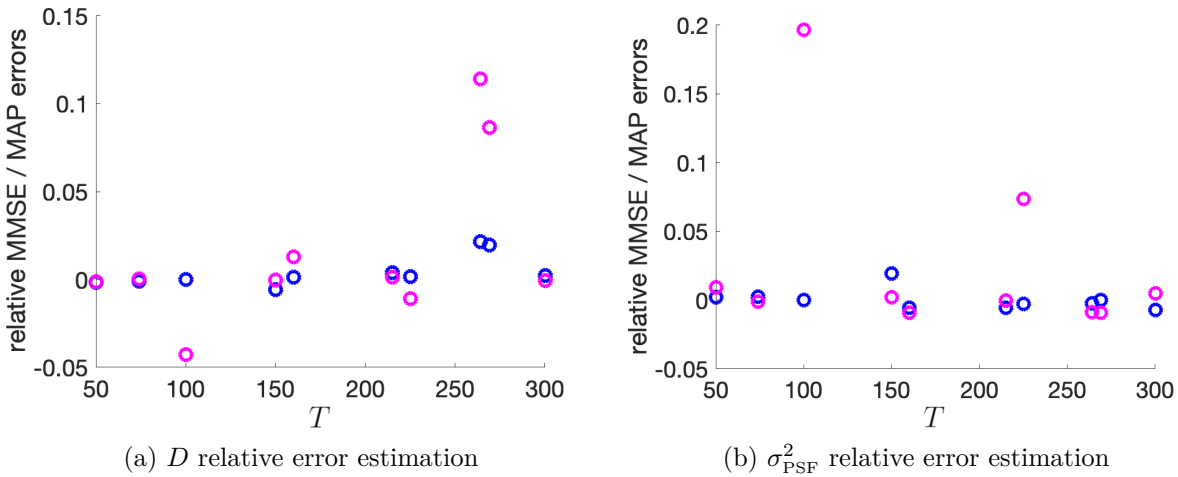 relative MMSE / MAP errors
0.15
0.1
0.05
0
-0.05
50 100 150 200 250 300
T
(a) D relative error estimation
relative MMSE / MAP errors
0.2
0.15
0.1
0.05
0
-0.05
50 100 150 200 250 300
T
(b) σ²_PSF relative error estimation